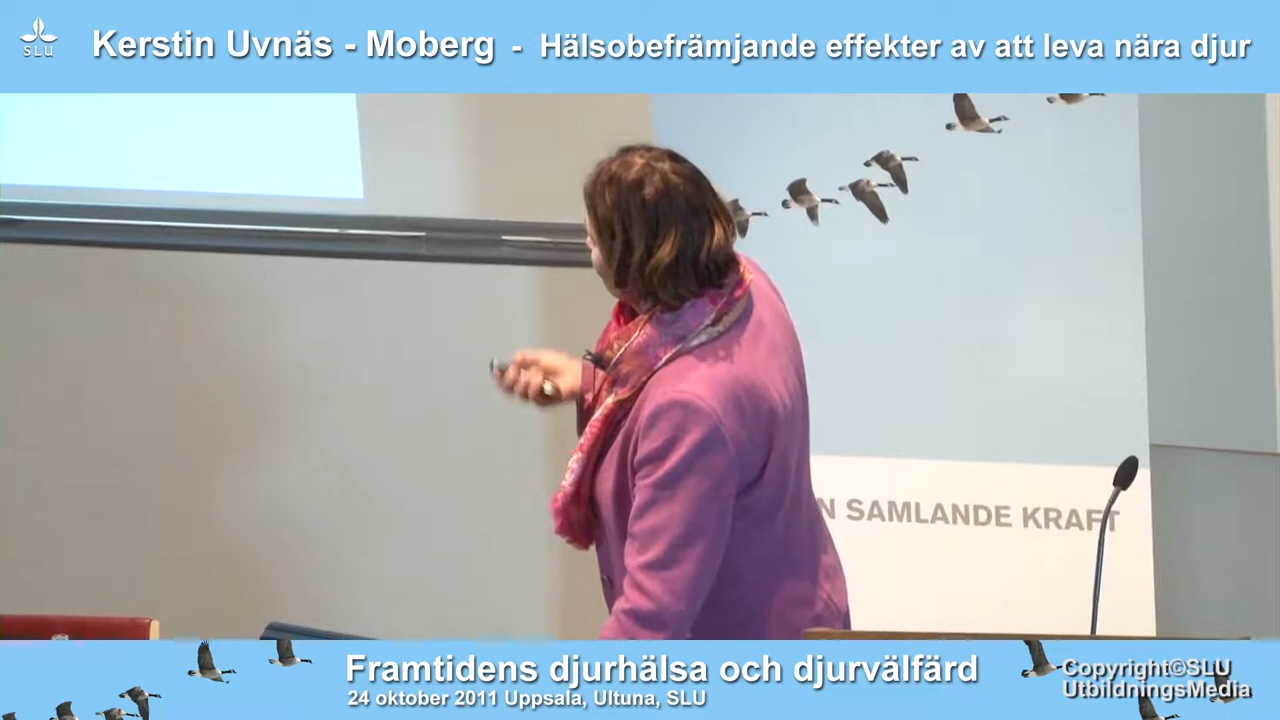 SLU
Kerstin Uvnäs - Moberg - Hälsobefrämjande effekter av att leva nära djur
N SAMLANDE KRAFT
Framtidens djurhälsa och djurvälfärd
24 oktober 2011 Uppsala, Ultuna, SLU
Copyright©SLU
UtbildningsMedia